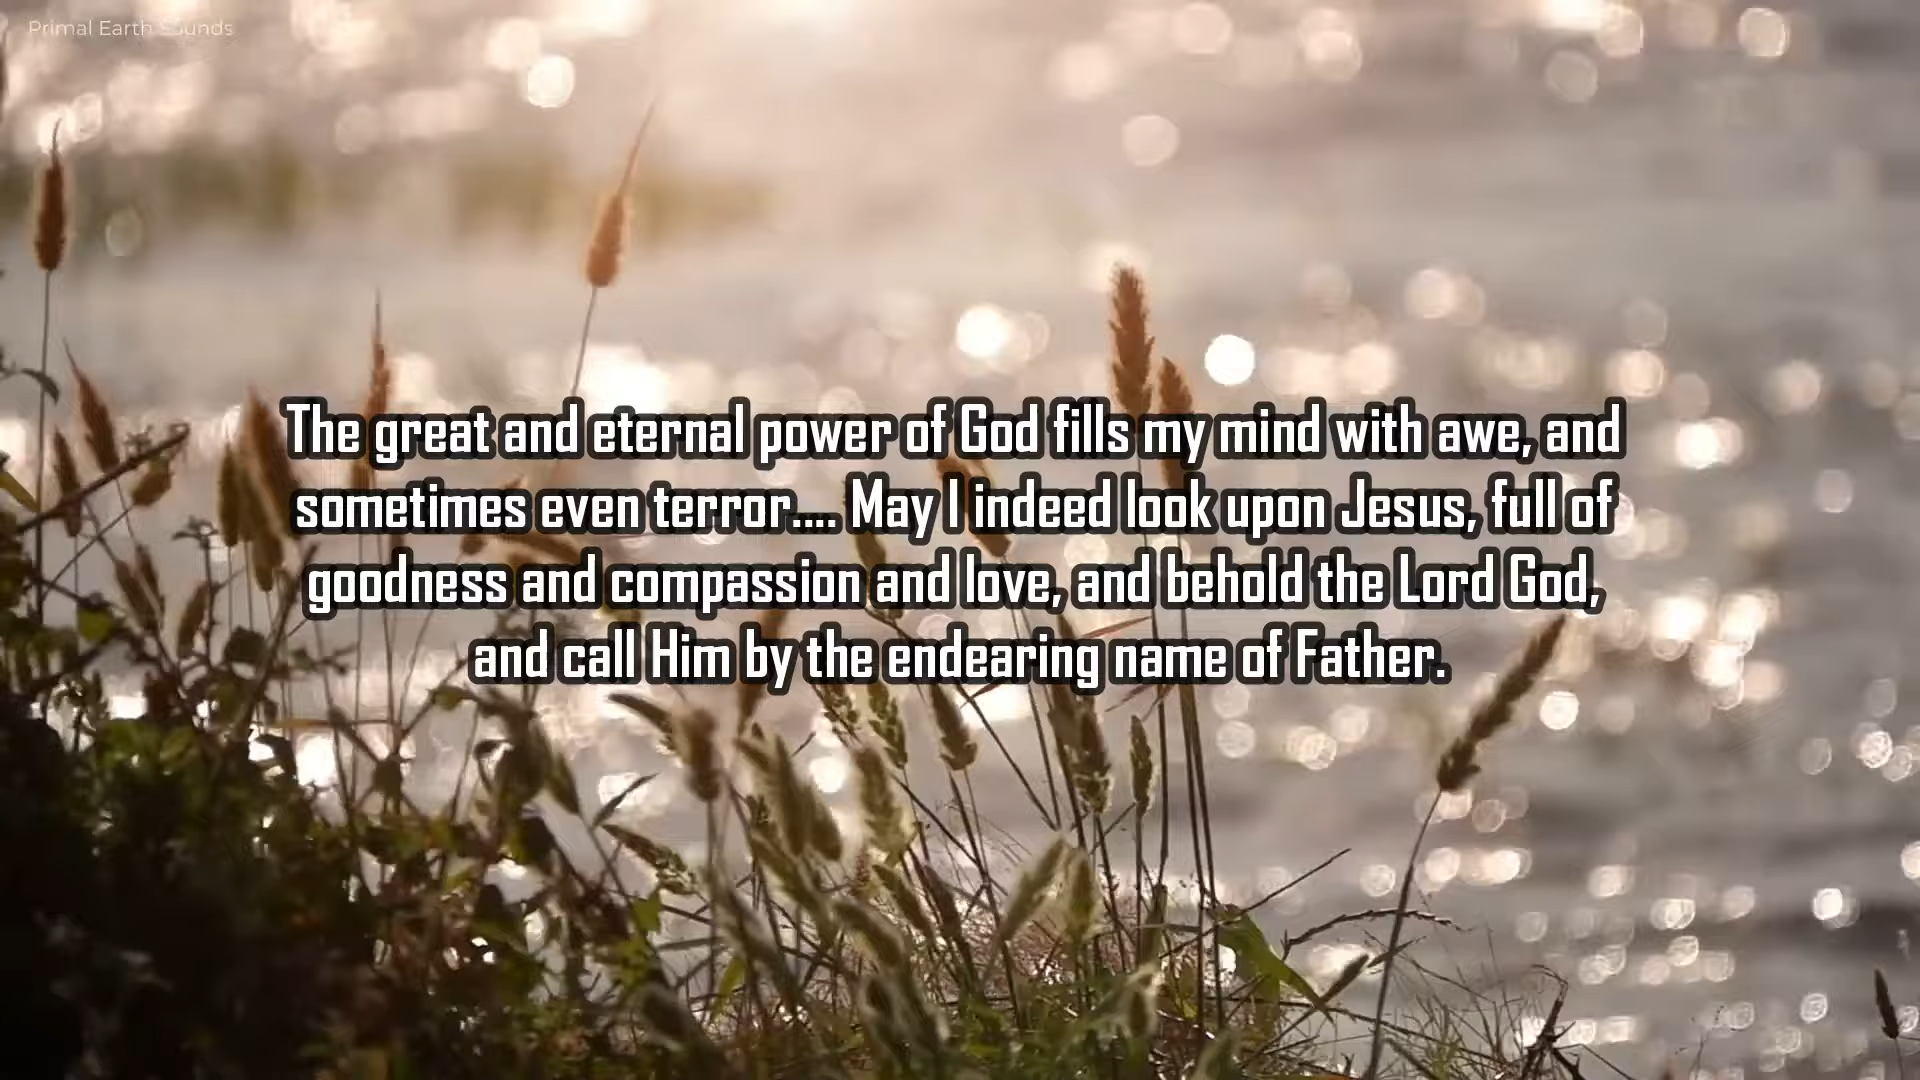 Primal Earth Sounds
The great and eternal power of God fills my mind with awe, and
sometimes even terror.... May I indeed look upon Jesus, full of
goodness and compassion and love, and behold the Lord God,
and call Him by the endearing name of Father.